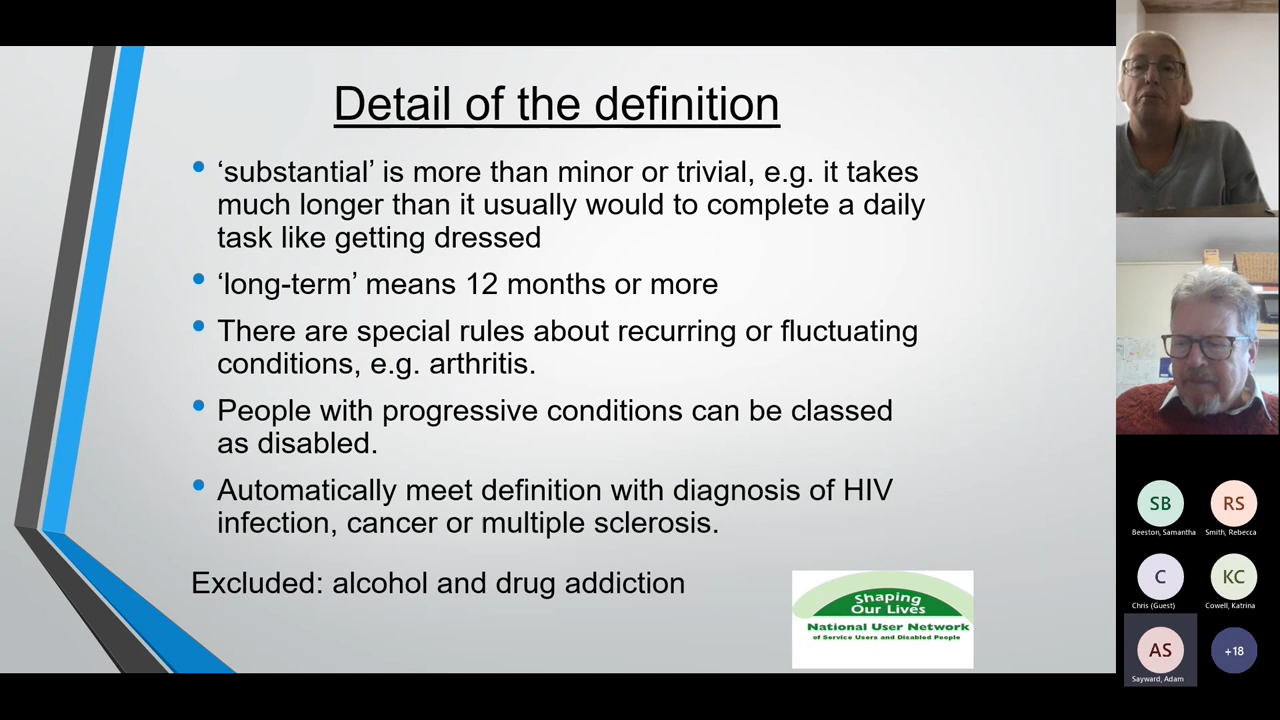 Detail of the definition
‘substantial’ is more than minor or trivial, e.g. it takes
much longer than it usually would to complete a daily
task like getting dressed
‘long-term’ means 12 months or more
There are special rules about recurring or fluctuating
conditions, e.g. arthritis.
People with progressive conditions can be classed
as disabled.
Automatically meet definition with diagnosis of HIV
infection, cancer or multiple sclerosis.
Excluded: alcohol and drug addiction
Shaping
Our Lives
National User Network
of Service Users and Disabled People
SB
RS
Beeston, Samantha
Smith, Rebecca
C
KC
Chris (Guest)
Cowell, Katrina
AS
+18
Sayward, Adam